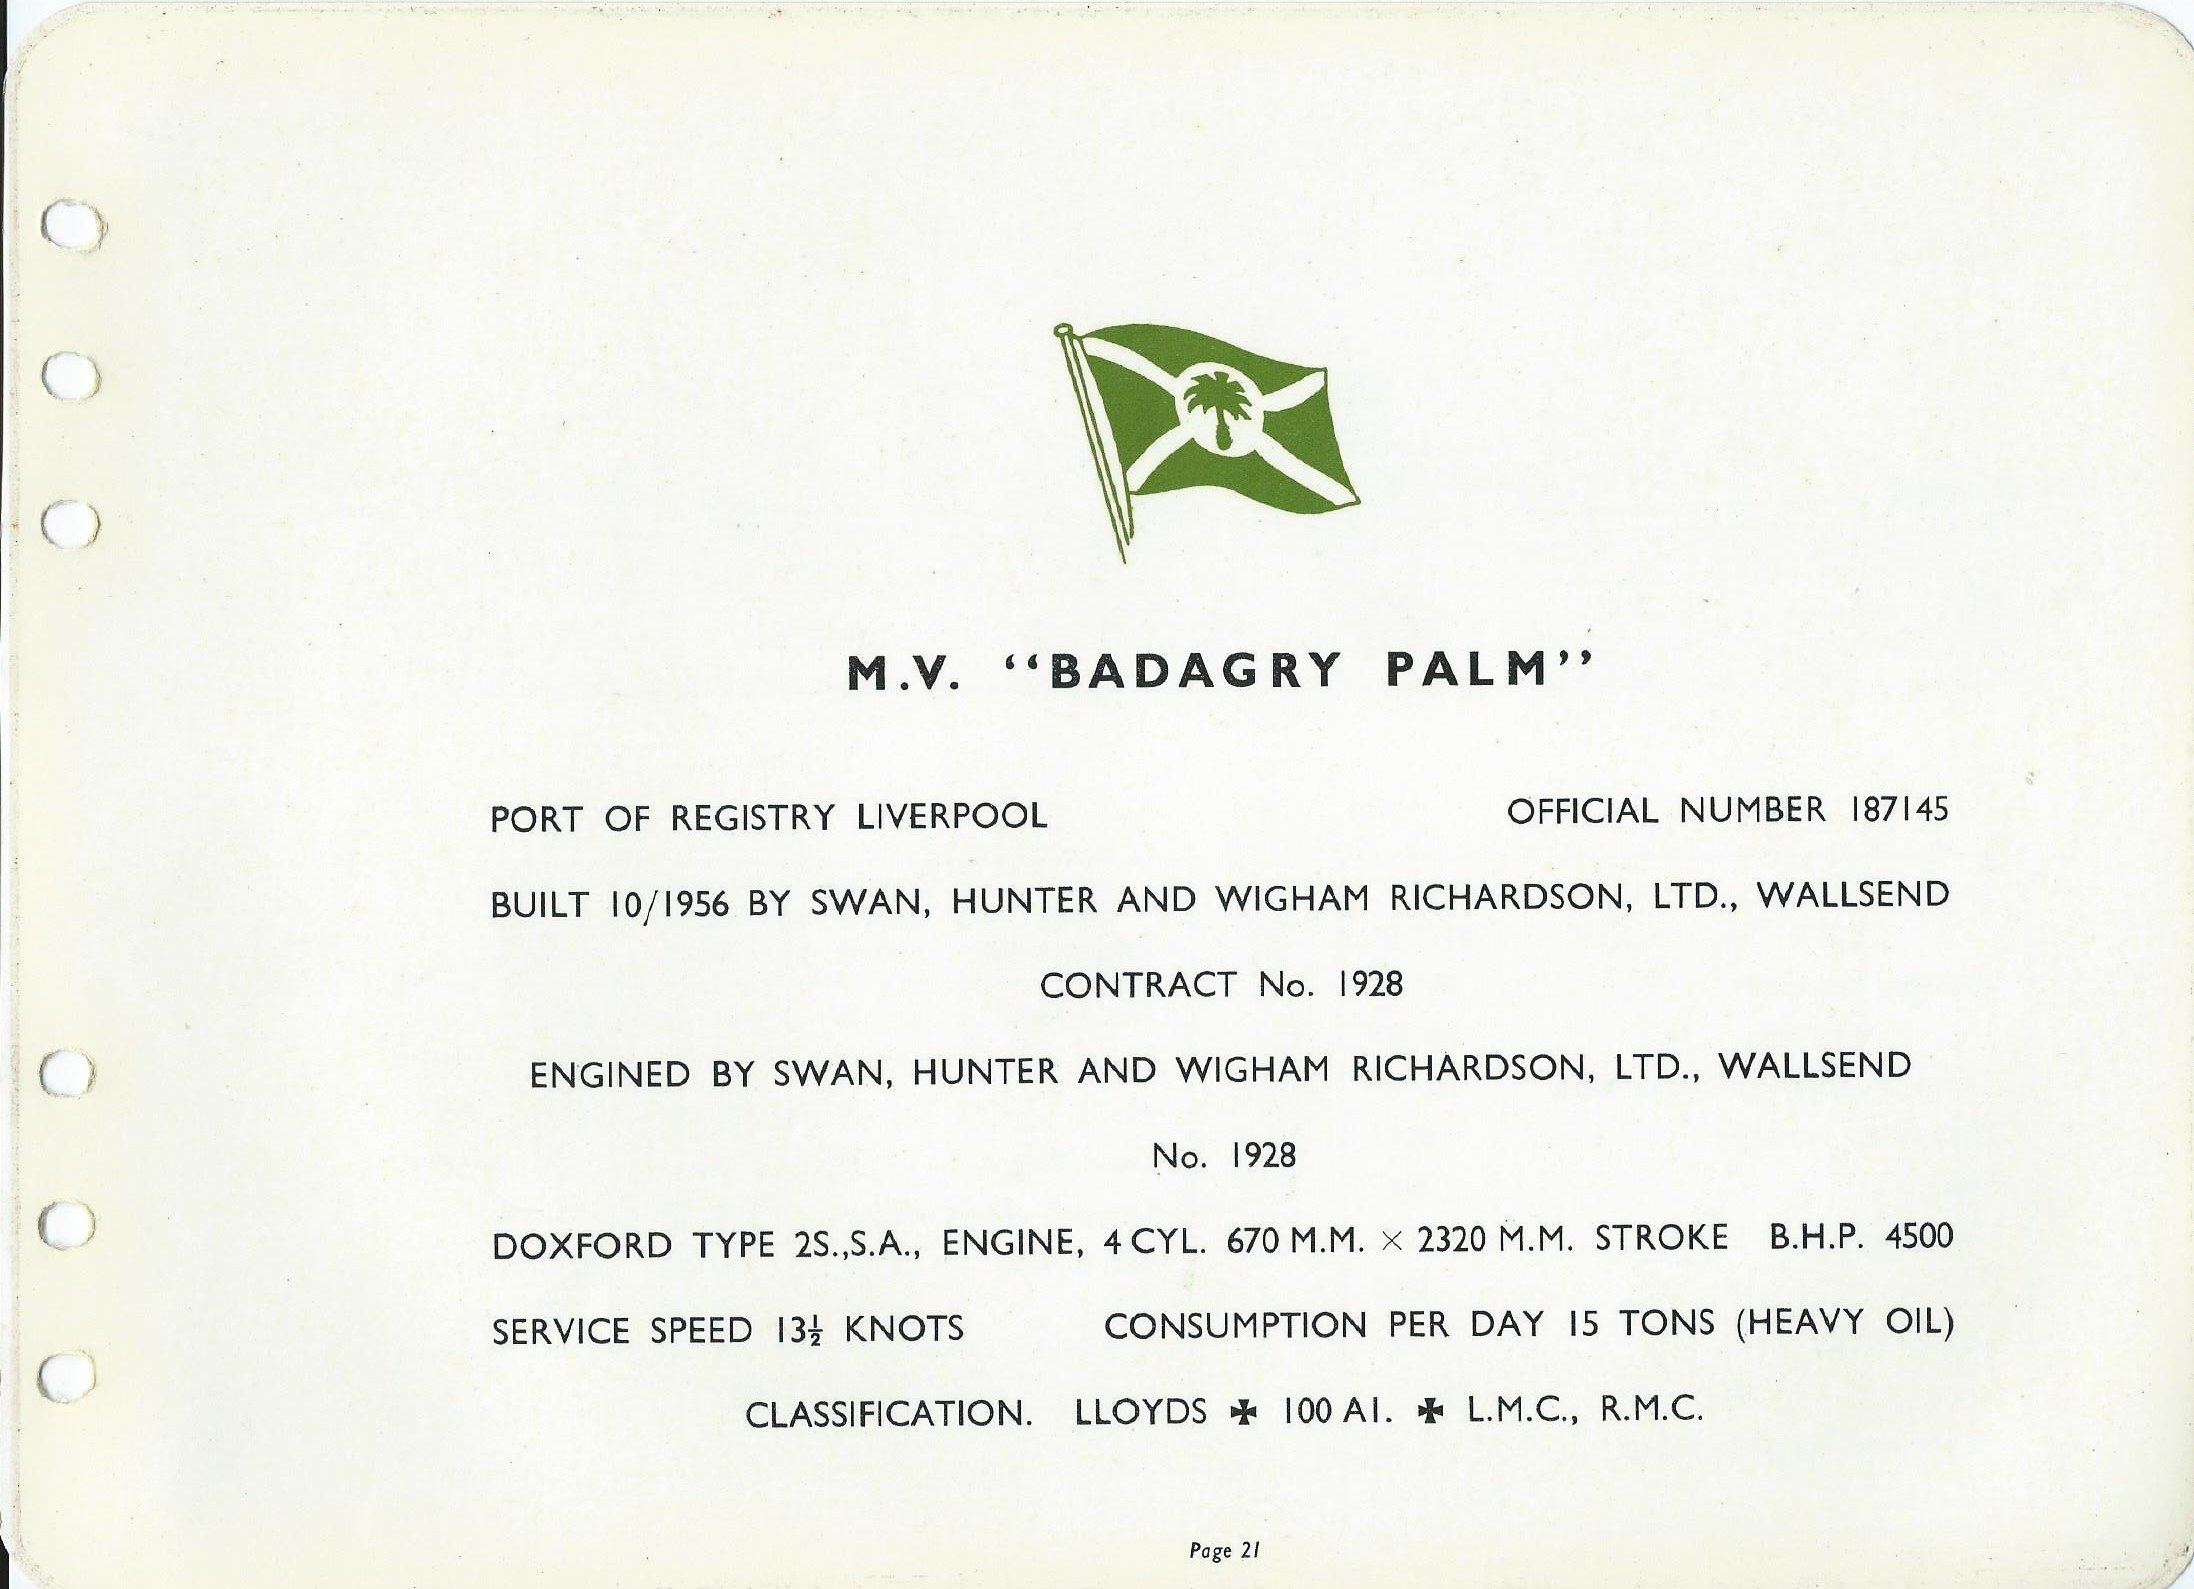 M.V. “BADAGRY PALM”
PORT OF REGISTRY LIVERPOOL OFFICIAL NUMBER 187145
BUILT 10/1956 BY SWAN, HUNTER AND WIGHAM RICHARDSON, LTD., WALLSEND
CONTRACT No. 1928
ENGINED BY SWAN, HUNTER AND WIGHAM RICHARDSON, LTD., WALLSEND
No. 1928
DOXFORD TYPE 2S.,S.A., ENGINE, 4 CYL. 670 M.M. × 2320 M.M. STROKE B.H.P. 4500
SERVICE SPEED 13½ KNOTS CONSUMPTION PER DAY 15 TONS (HEAVY OIL)
CLASSIFICATION. LLOYDS ✠ 100 A1. ✠ L.M.C., R.M.C.
Page 21